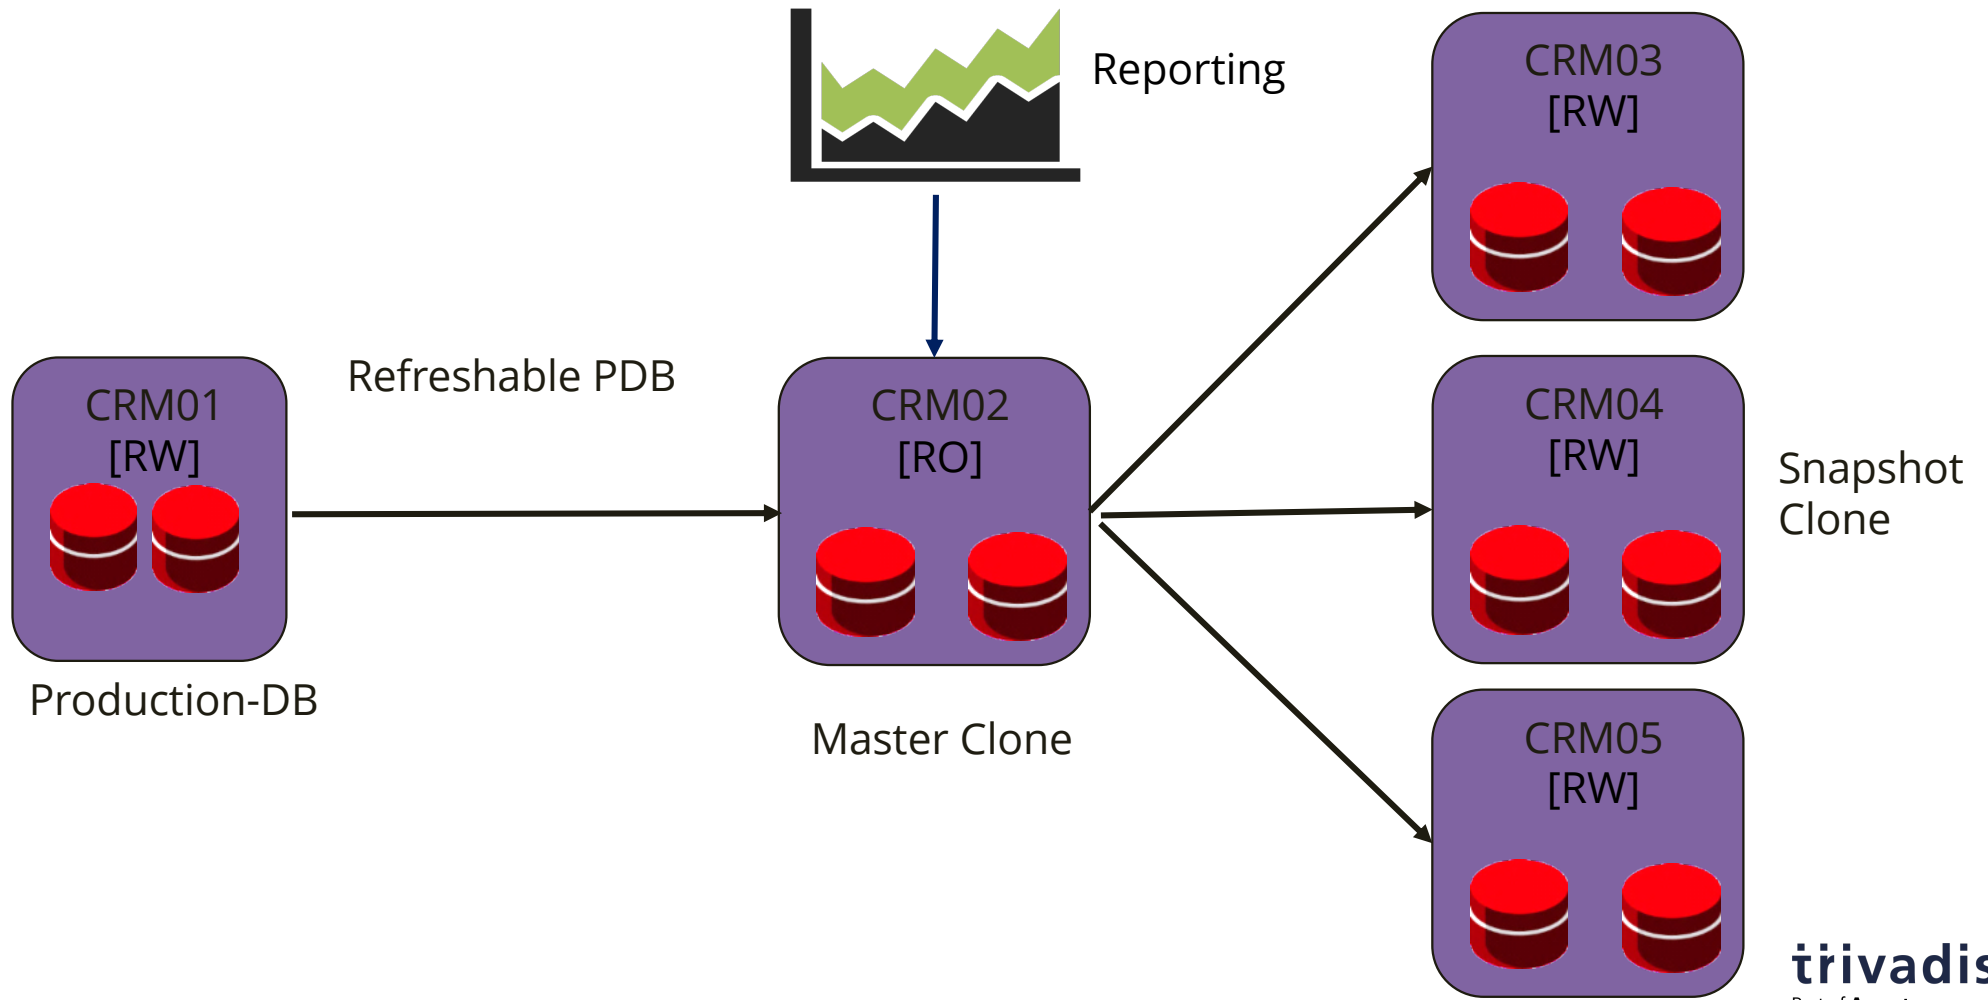 Reporting
CRM03
[RW]
Refreshable PDB
CRM01
[RW]
CRM02
[RO]
CRM04
[RW]
Snapshot
Clone
Production-DB
Master Clone
CRM05
[RW]
trivadis